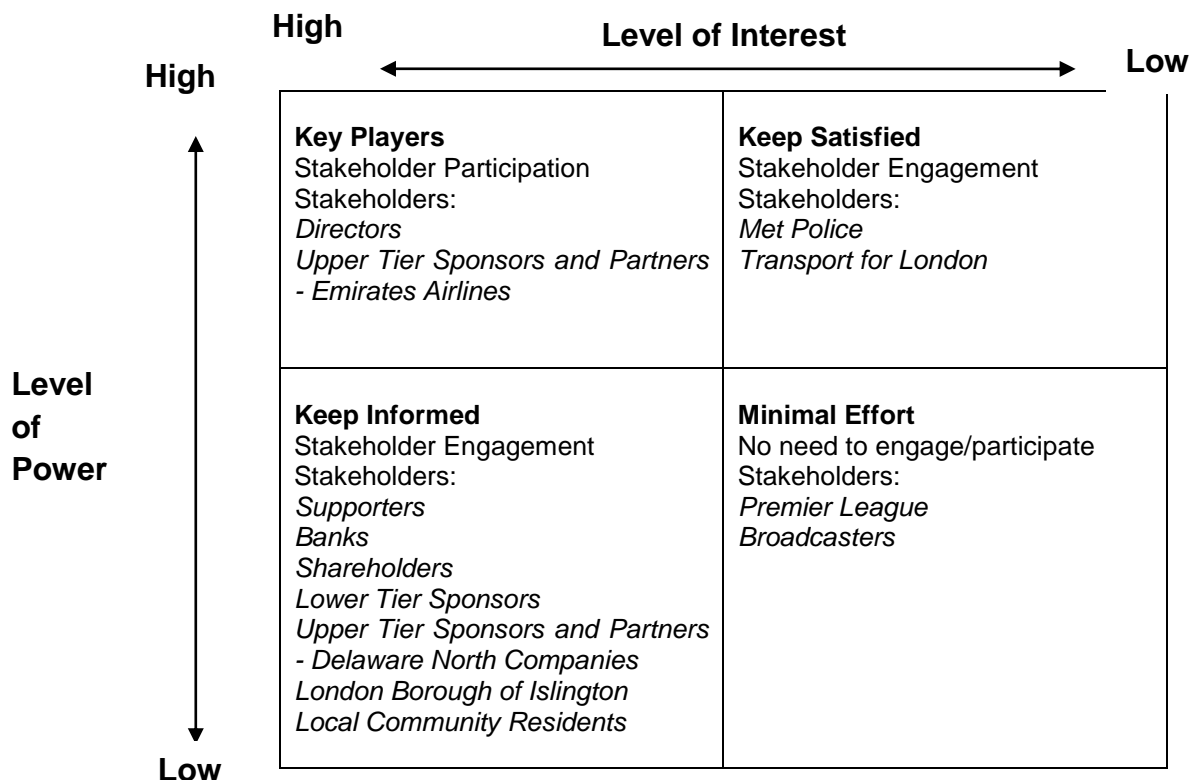 High
Level of Interest
Low
High
Key Players
Stakeholder Participation
Stakeholders:
Directors
Upper Tier Sponsors and Partners
- Emirates Airlines
Keep Satisfied
Stakeholder Engagement
Stakeholders:
Met Police
Transport for London
Level
of
Power
Keep Informed
Stakeholder Engagement
Stakeholders:
Supporters
Banks
Shareholders
Lower Tier Sponsors
Upper Tier Sponsors and Partners
- Delaware North Companies
London Borough of Islington
Local Community Residents
Minimal Effort
No need to engage/participate
Stakeholders:
Premier League
Broadcasters
Low